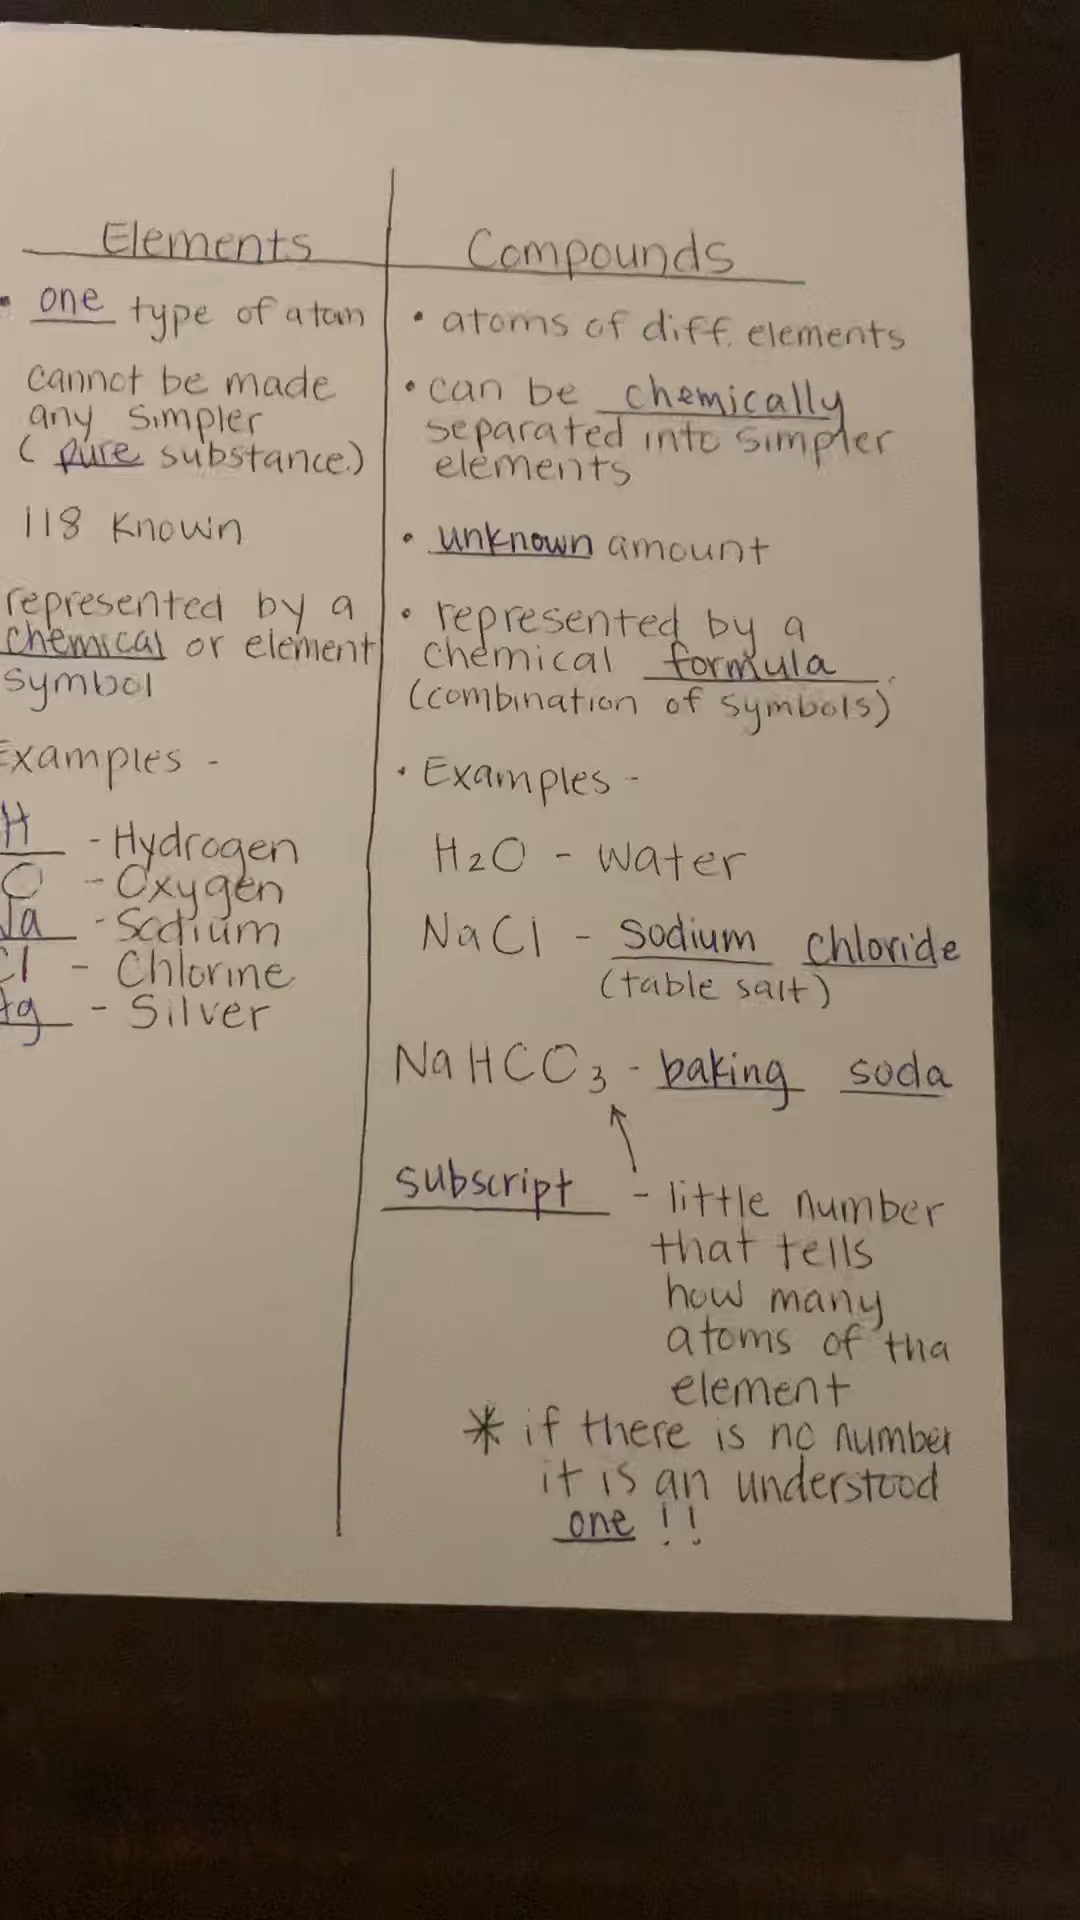 Elements
• one type of atom
cannot be made
any simpler
(pure substance.)
118 Known
represented by a
chemical or element
symbol
Examples -
H - Hydrogen
O - Oxygen
Na - Sodium
Cl - Chlorine
Ag - Silver
Compounds
• atoms of diff. elements
• can be chemically
separated into simpler
elements
• unknown amount
• represented by a
chemical formula
(combination of symbols)
• Examples -
H₂O - Water
NaCl - sodium chloride
(table salt)
NaHCO₃ - baking soda
subscript - little number
that tells
how many
atoms of tha
element
* if there is no number
it is an understood
one !!